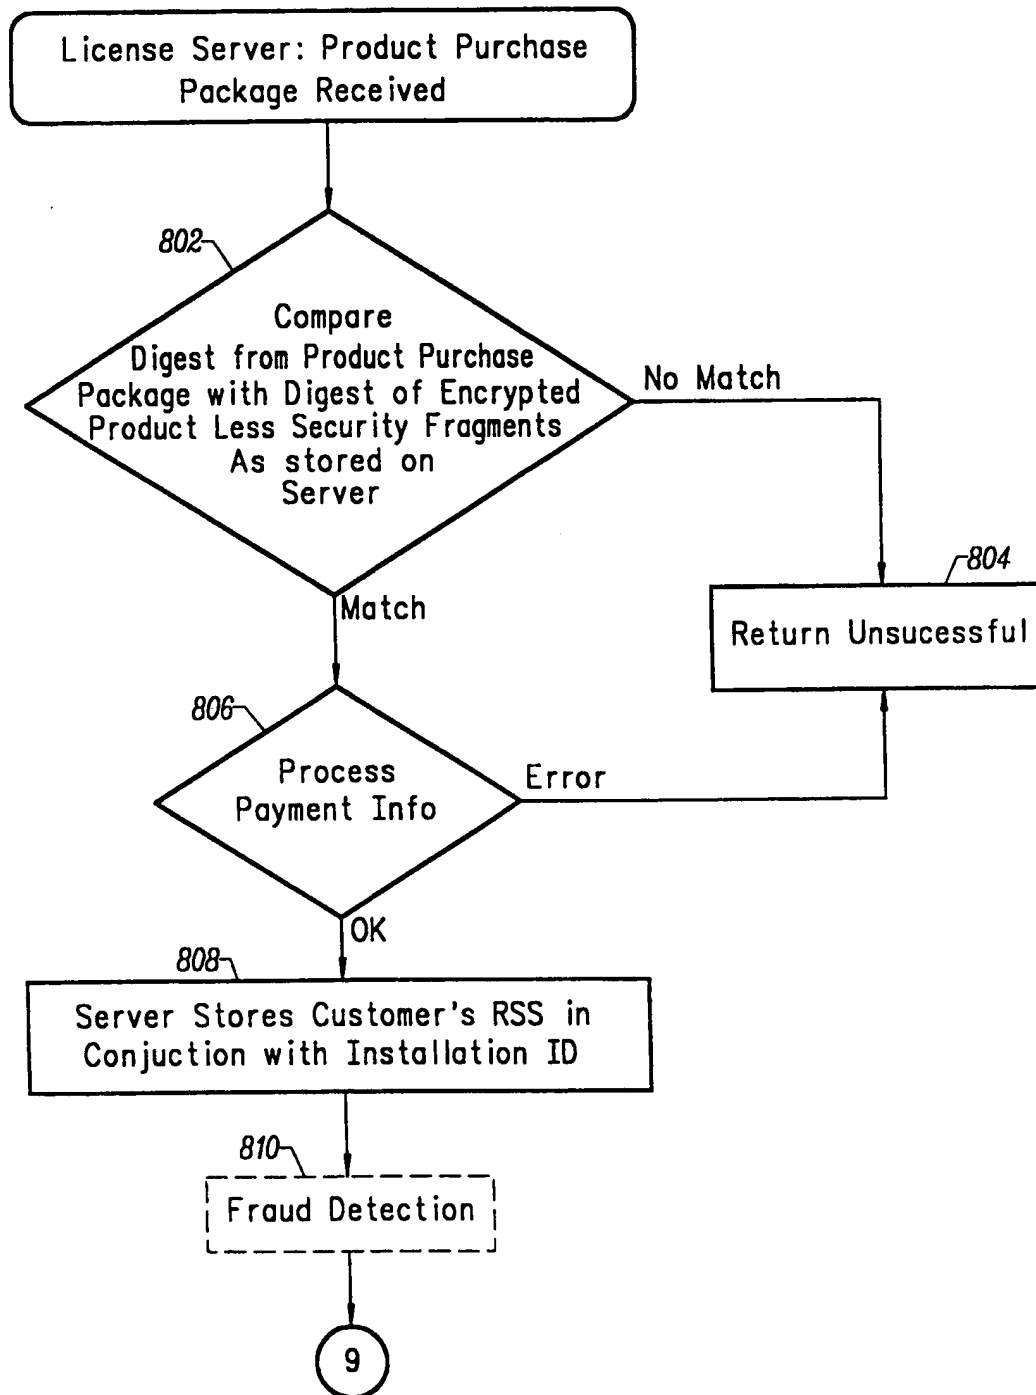 License Server: Product Purchase
Package Received
802
Compare
Digest from Product Purchase
Package with Digest of Encrypted
Product Less Security Fragments
As stored on
Server
No Match
Match
804
Return Unsucessful
806
Process
Payment Info
Error
OK
808
Server Stores Customer's RSS in
Conjuction with Installation ID
810
Fraud Detection
9